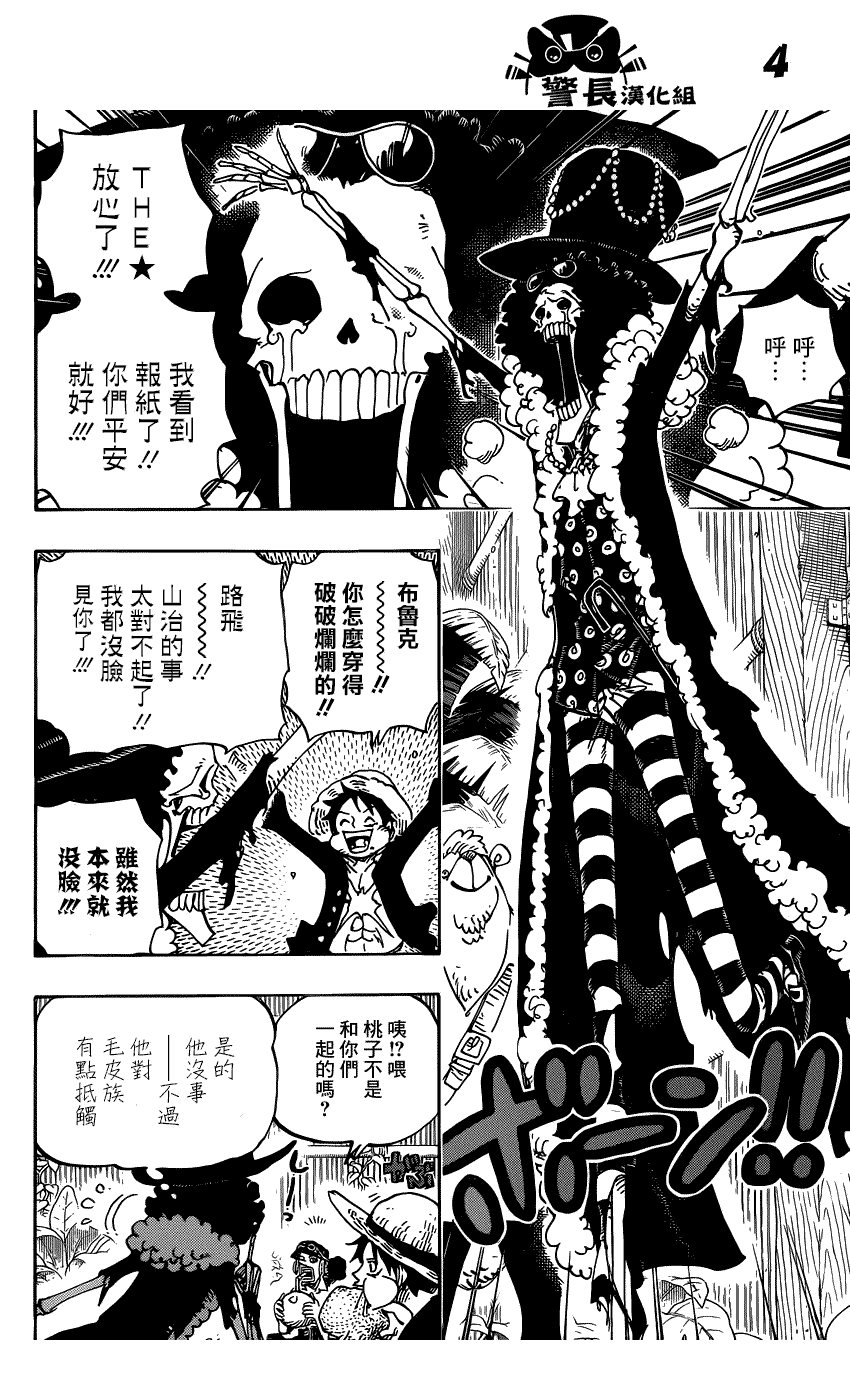 4
警長漢化組
呼…
呼…
THE★
放心了!!!
我看到
報紙了!!
你們平安
就好!!!
ボーン!!
布魯克
〰〰!!
你怎麼穿得
破破爛爛的!!
路飛
〰〰!!
山治的事
太對不起了!!
我都沒臉
見你了!!!
雖然我
本來就
沒臉!!!
咦!?喂
桃子不是
和你們
一起的嗎?
是的
他沒事
──不過
他對
毛皮族
有點抵觸